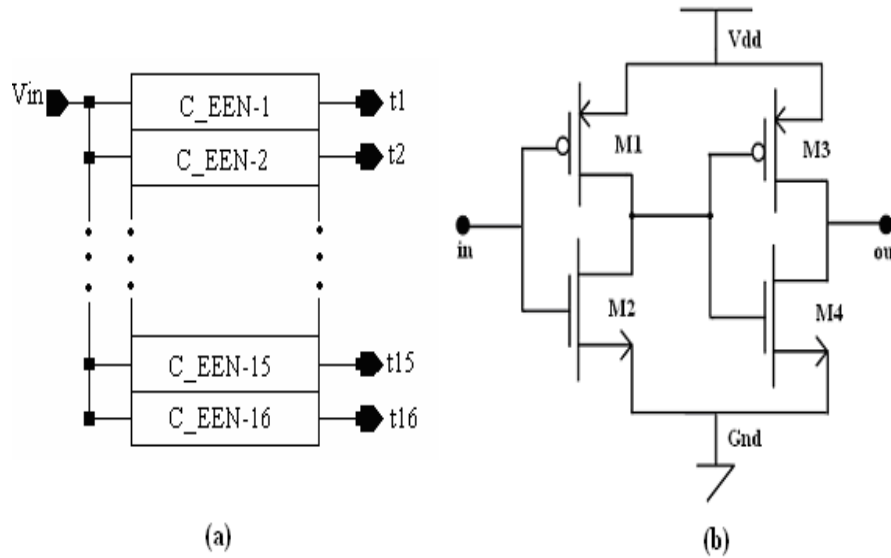 Vin
C_EEN-1
t1
C_EEN-2
t2
C_EEN-15
t15
C_EEN-16
t16
(a)
Vdd
M1
M3
in
ou
M2
M4
Gnd
(b)